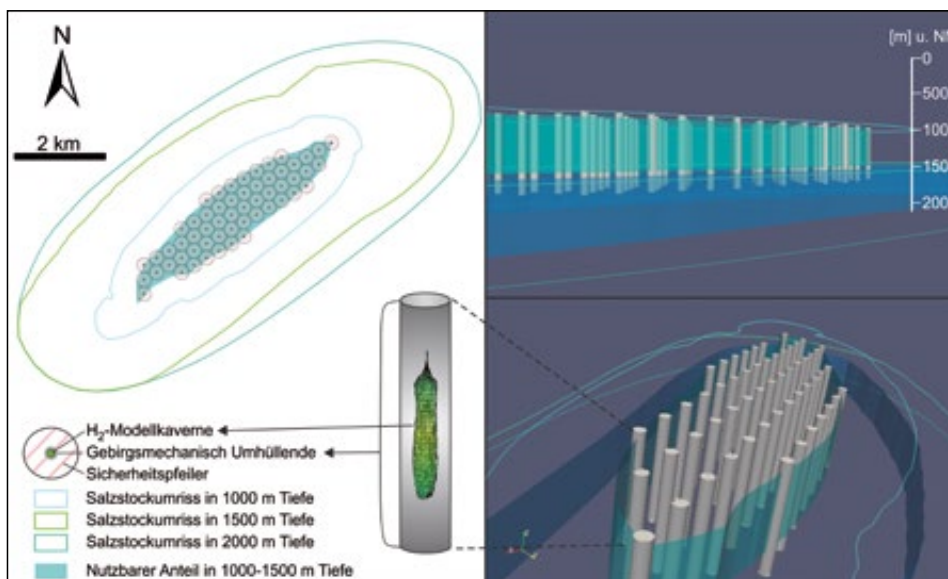 N
2 km
H₂-Modellkaverne
Gebirgsmechanisch Umhüllende
Sicherheitspfeiler
Salzstockumriss in 1000 m Tiefe
Salzstockumriss in 1500 m Tiefe
Salzstockumriss in 2000 m Tiefe
Nutzbarer Anteil in 1000-1500 m Tiefe
[m] u. N
0
500
100
150
200